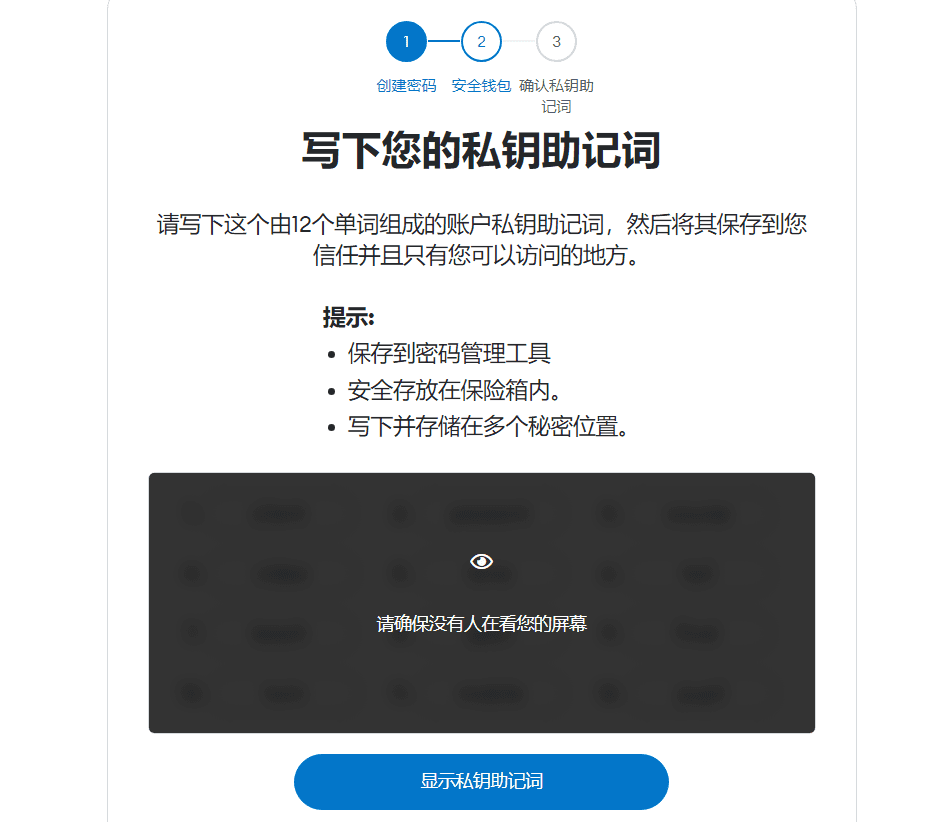 1 2 3
创建密码 安全钱包 确认私钥助
记词
写下您的私钥助记词
请写下这个由12个单词组成的账户私钥助记词，然后将其保存到您
信任并且只有您可以访问的地方。
提示:
• 保存到密码管理工具
• 安全存放在保险箱内。
• 写下并存储在多个秘密位置。
请确保没有人在看您的屏幕
显示私钥助记词